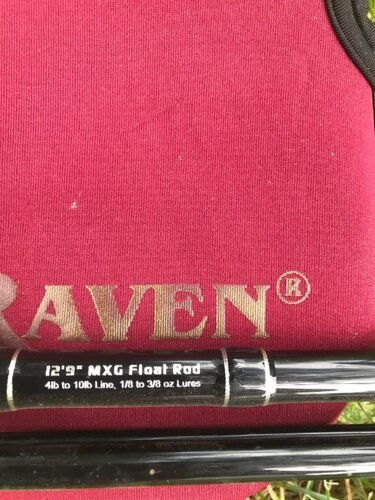 RAVEN®
12'9" MXG Float Rod
4lb to 10lb Line, 1/8 to 3/8 oz Lures